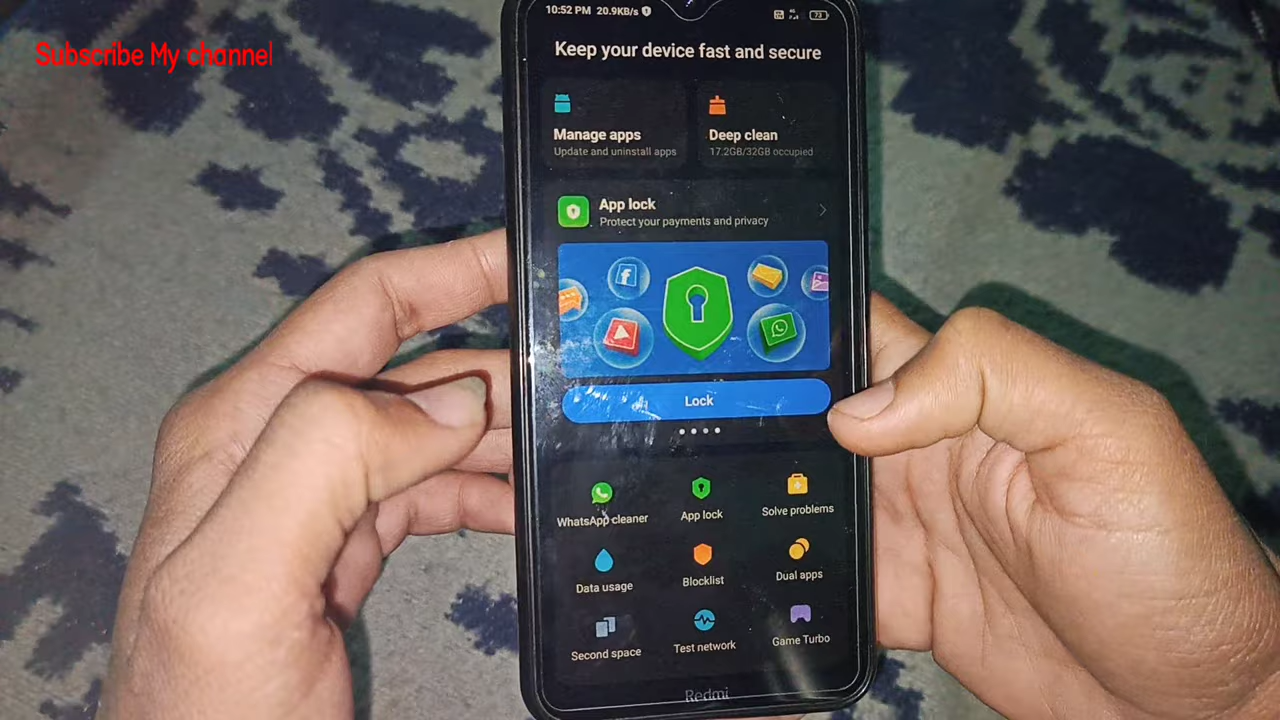 Subscribe My channel
10:52 PM 20.9KB/s
4G
73
Keep your device fast and secure
Manage apps
Update and uninstall apps
Deep clean
17.2GB/32GB occupied
App lock
Protect your payments and privacy
Lock
WhatsApp cleaner
App lock
Solve problems
Data usage
Blocklist
Dual apps
Second space
Test network
Game Turbo
Redmi